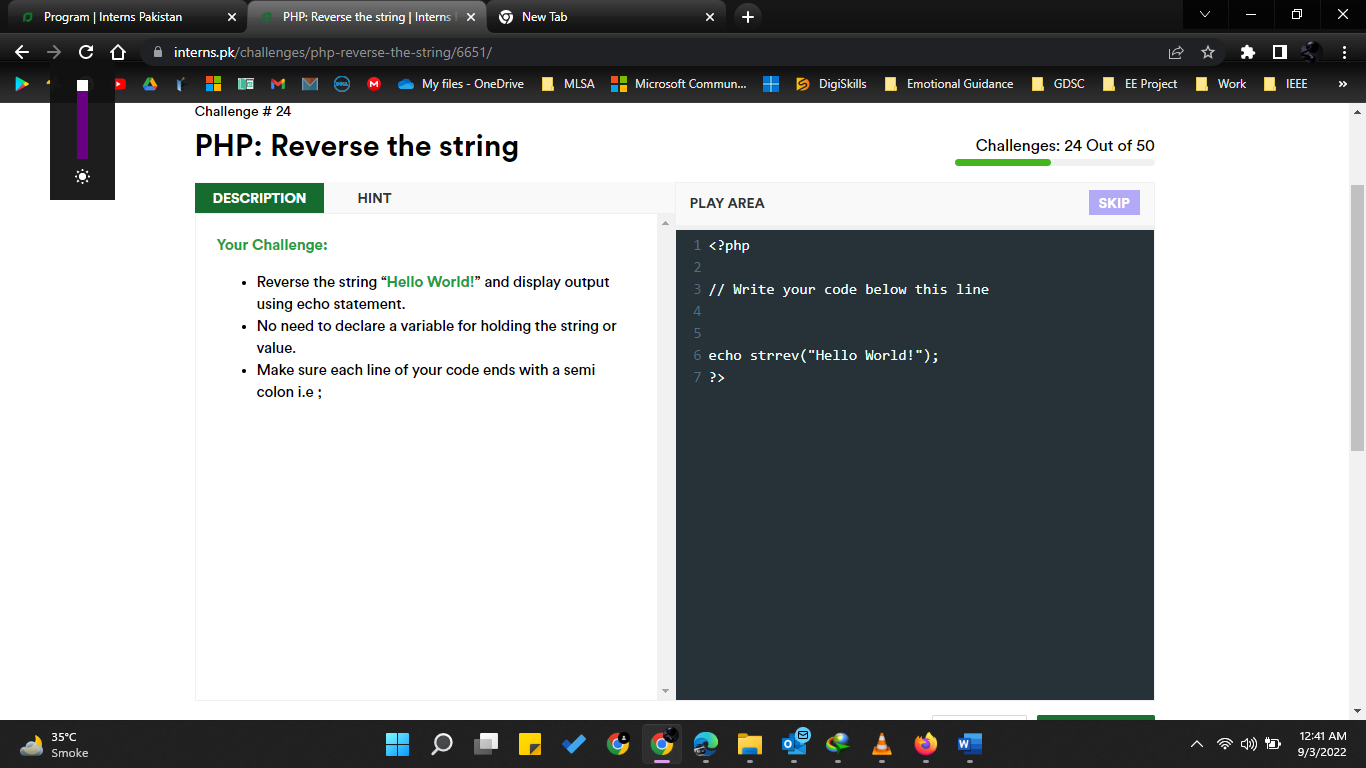 Program | Interns Pakistan
PHP: Reverse the string | Interns
New Tab
interns.pk/challenges/php-reverse-the-string/6651/
My files - OneDrive
MLSA
Microsoft Commun...
DigiSkills
Emotional Guidance
GDSC
EE Project
Work
IEEE
»
Challenge # 24
PHP: Reverse the string
Challenges: 24 Out of 50
DESCRIPTION
HINT
PLAY AREA
SKIP
Your Challenge:
• Reverse the string “Hello World!” and display output
using echo statement.
• No need to declare a variable for holding the string or
value.
• Make sure each line of your code ends with a semi
colon i.e ;
1 <?php
2
3 // Write your code below this line
4
5
6 echo strrev("Hello World!");
7 ?>
35°C
Smoke
12:41 AM
9/3/2022